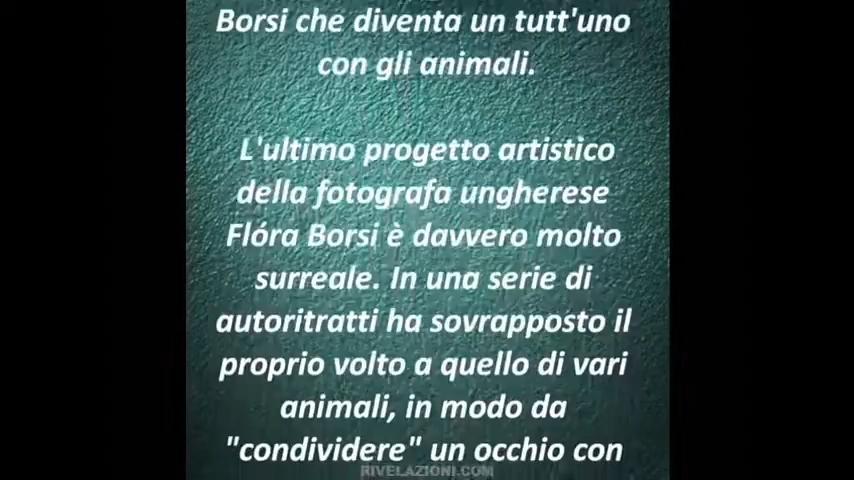 Borsi che diventa un tutt'uno
con gli animali.
L'ultimo progetto artistico
della fotografa ungherese
Flóra Borsi è davvero molto
surreale. In una serie di
autoritratti ha sovrapposto il
proprio volto a quello di vari
animali, in modo da
"condividere" un occhio con
RIVELAZIONI.COM